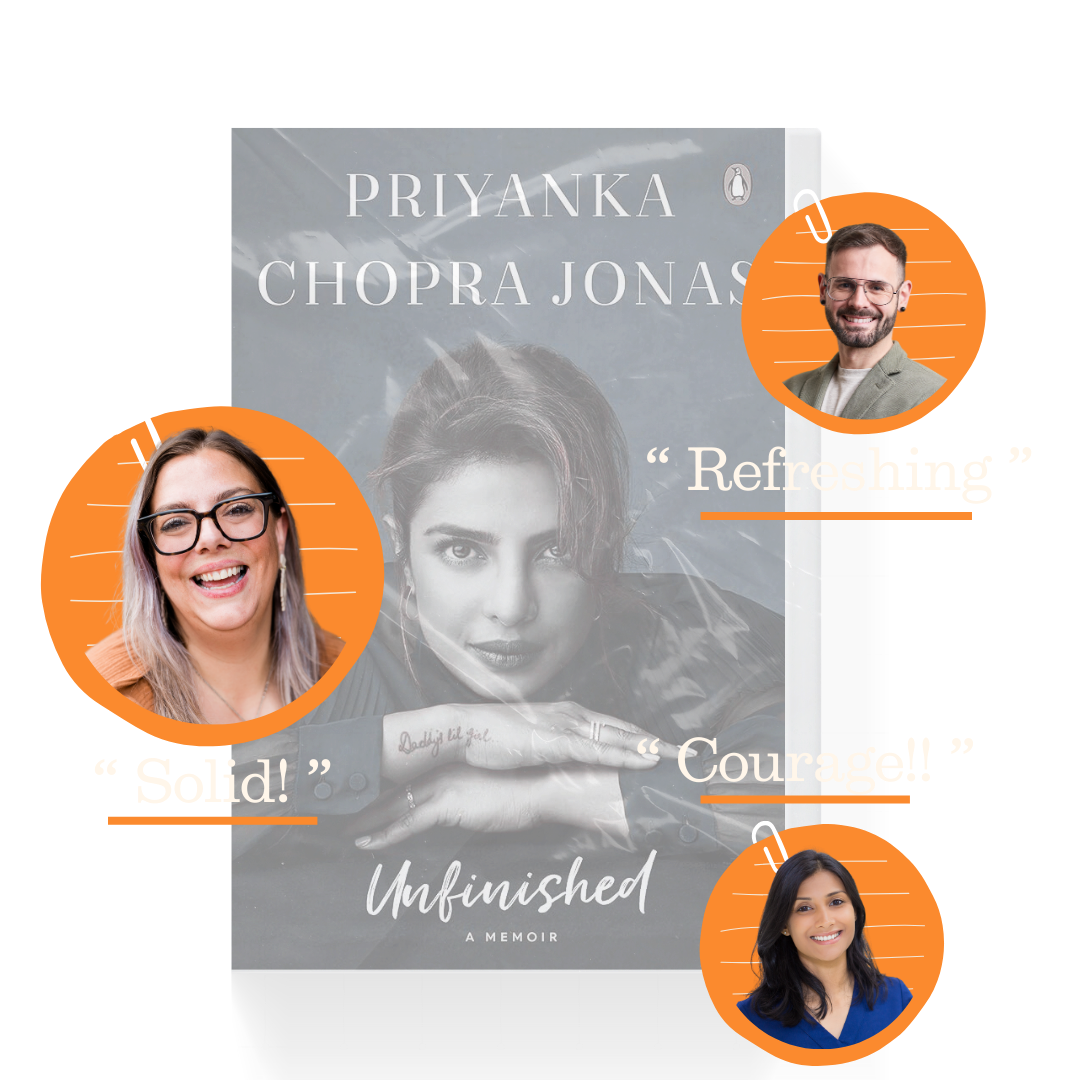 PRIYANKA
CHOPRA JONAS
“ Refreshing ”
“ Solid! ”
“ Courage!! ”
Daddy's lil girl...
Unfinished
A MEMOIR